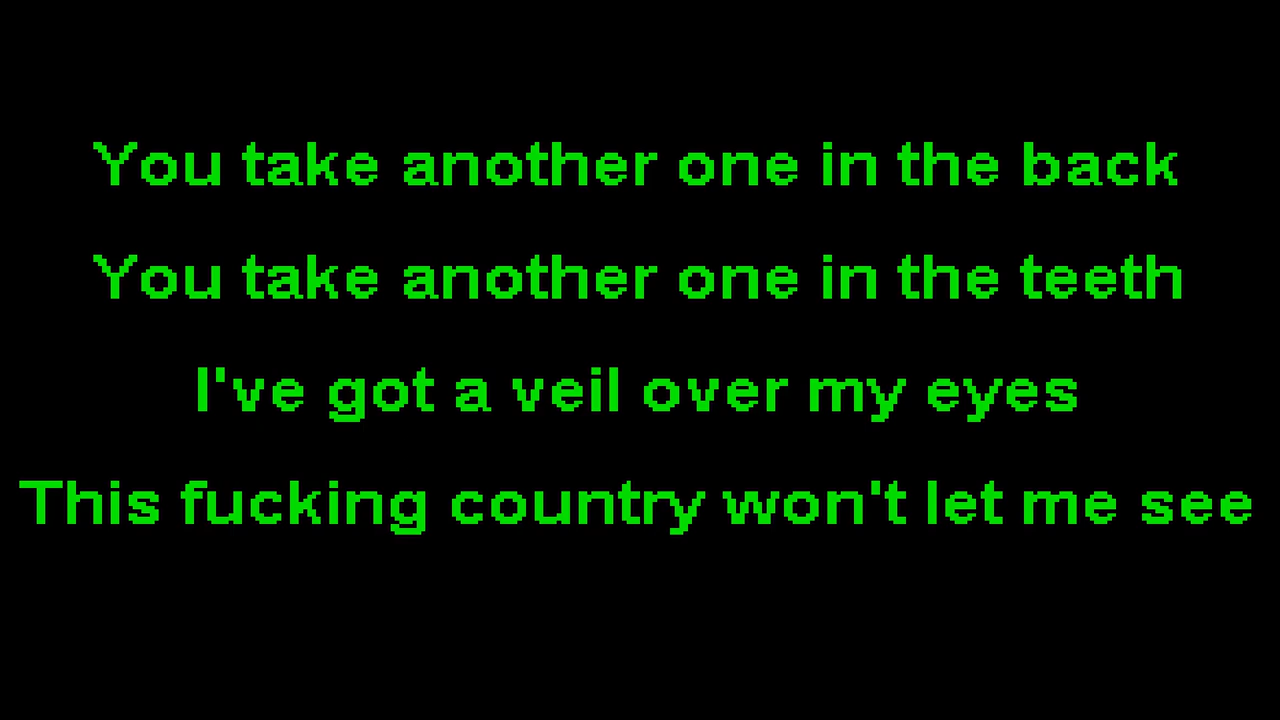 You take another one in the back
You take another one in the teeth
I've got a veil over my eyes
This fucking country won't let me see